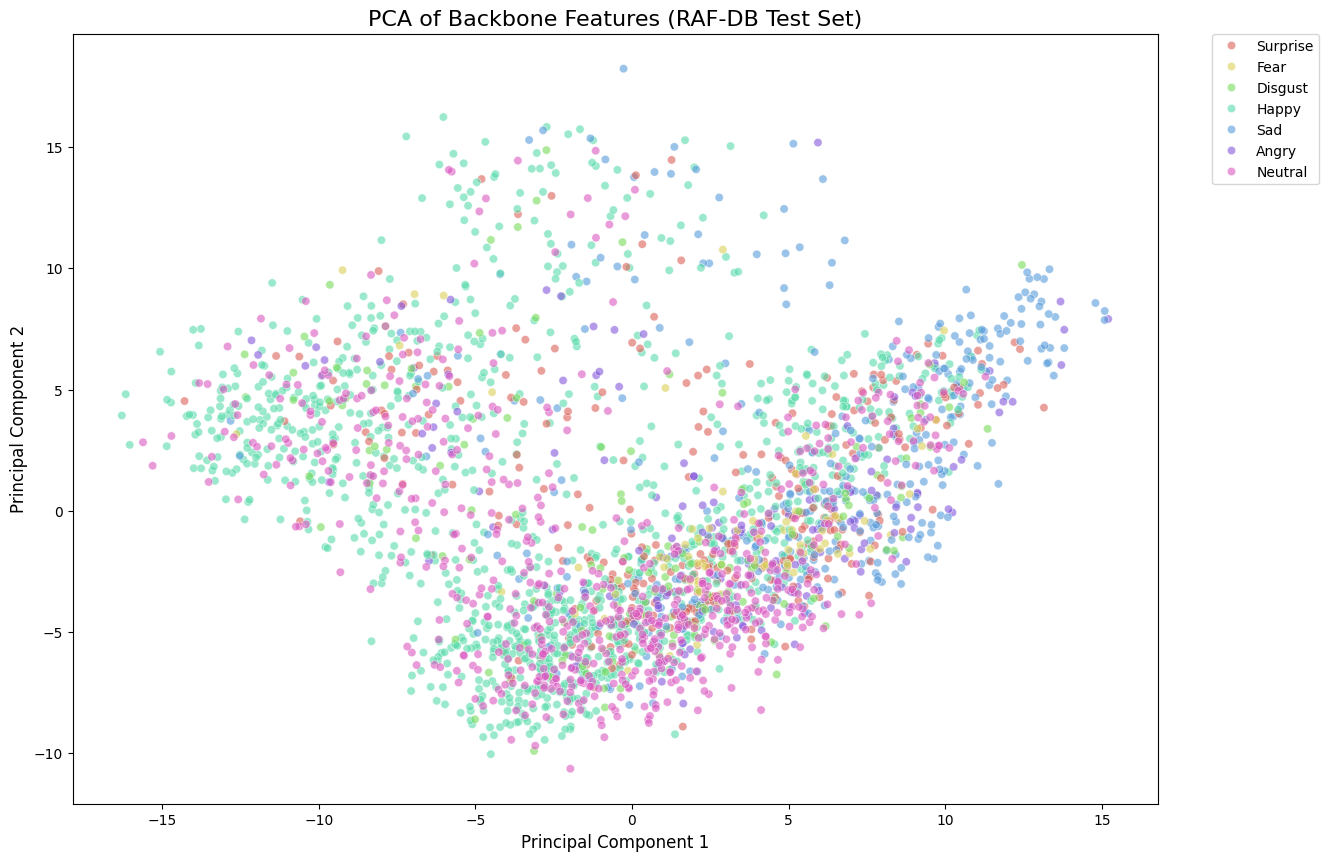 PCA of Backbone Features (RAF-DB Test Set)
Surprise
Fear
Disgust
Happy
Sad
Angry
Neutral
Principal Component 2
15
10
5
0
−5
−10
−15
−10
−5
0
5
10
15
Principal Component 1